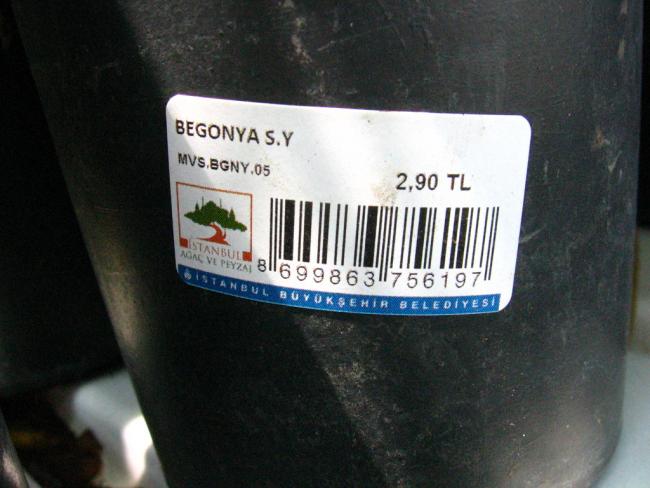 BEGONYA S.Y
MVS.BGNY.05
2,90 TL
İSTANBUL
AĞAÇ VE PEYZAJ
8 699863 756197
İSTANBUL BÜYÜKŞEHİR BELEDİYESİ